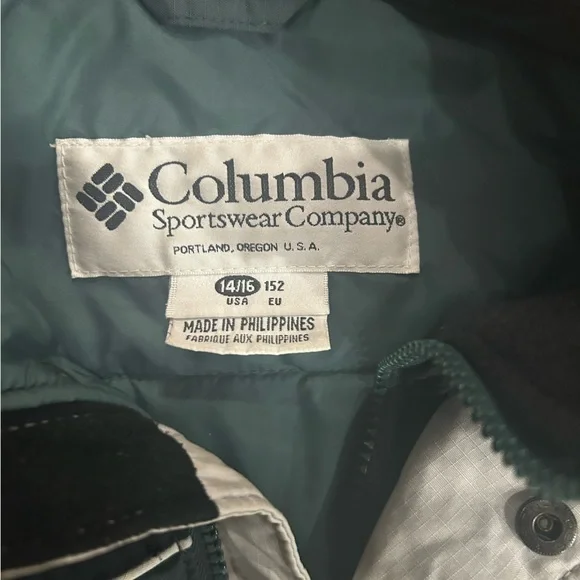 Columbia
Sportswear Company®
PORTLAND, OREGON U.S.A.
14/16 152
USA EU
MADE IN PHILIPPINES
FABRIQUE AUX PHILIPPINES